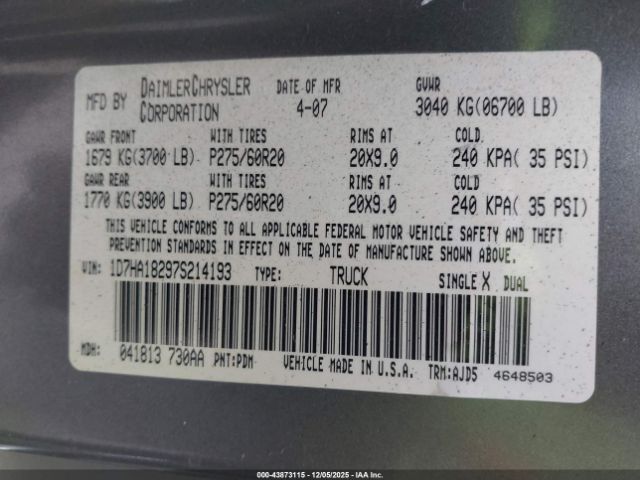 MFD BY DAIMLERCHRYSLER CORPORATION DATE OF MFR 4-07 GVWR 3040 KG(06700 LB)
GAWR FRONT WITH TIRES RIMS AT COLD
1679 KG(3700 LB) P275/60R20 20X9.0 240 KPA( 35 PSI)
GAWR REAR WITH TIRES RIMS AT COLD
1770 KG(3900 LB) P275/60R20 20X9.0 240 KPA( 35 PSI)
THIS VEHICLE CONFORMS TO ALL APPLICABLE FEDERAL MOTOR VEHICLE SAFETY AND THEFT
PREVENTION STANDARDS IN EFFECT ON THE DATE OF MANUFACTURE SHOWN ABOVE.
VIN: 1D7HA18297S214193 TYPE: TRUCK SINGLE X DUAL
MDH: 041813 730AA PNT:PDM VEHICLE MADE IN U.S.A. TRM:AJD5 4648503
000-43873115 - 12/05/2025 - IAA Inc.